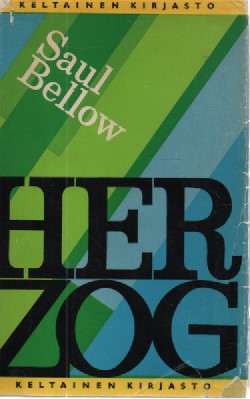 KELTAINEN KIRJASTO
Saul
Bellow
HER
ZOG
KELTAINEN KIRJASTO